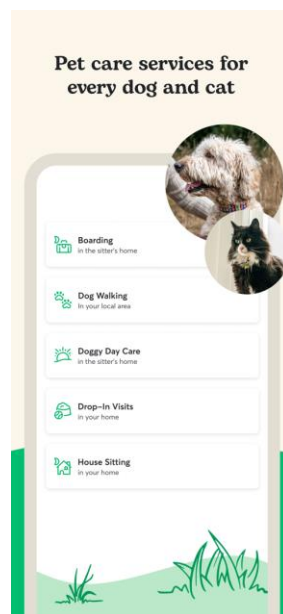 Pet care services for
every dog and cat
Boarding
in the sitter's home
Dog Walking
In your local area
Doggy Day Care
in the sitter's home
Drop-In Visits
in your home
House Sitting
in your home